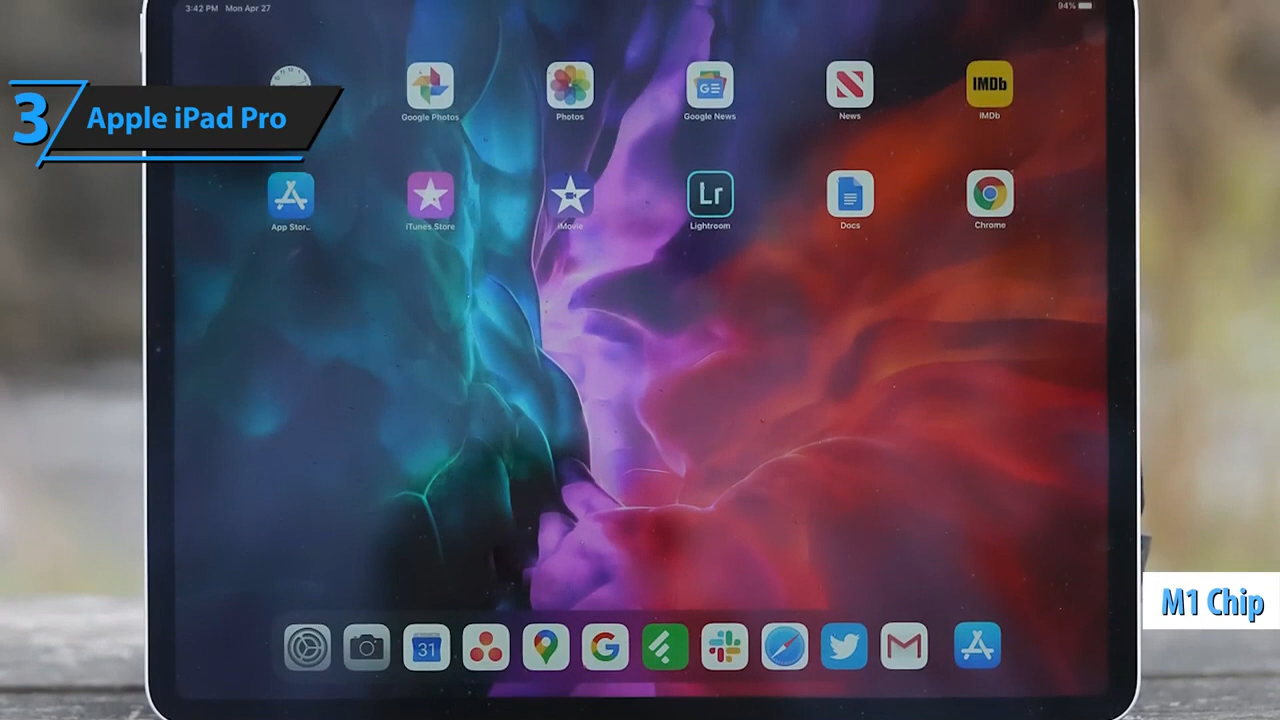 3:42 PM Mon Apr 27
94%
3
Apple iPad Pro
Google Photos
Photos
Google News
News
IMDb
IMDb
GE
App Store
iTunes Store
iMovie
Lr
Lightroom
Docs
Chrome
31
G
M1 Chip